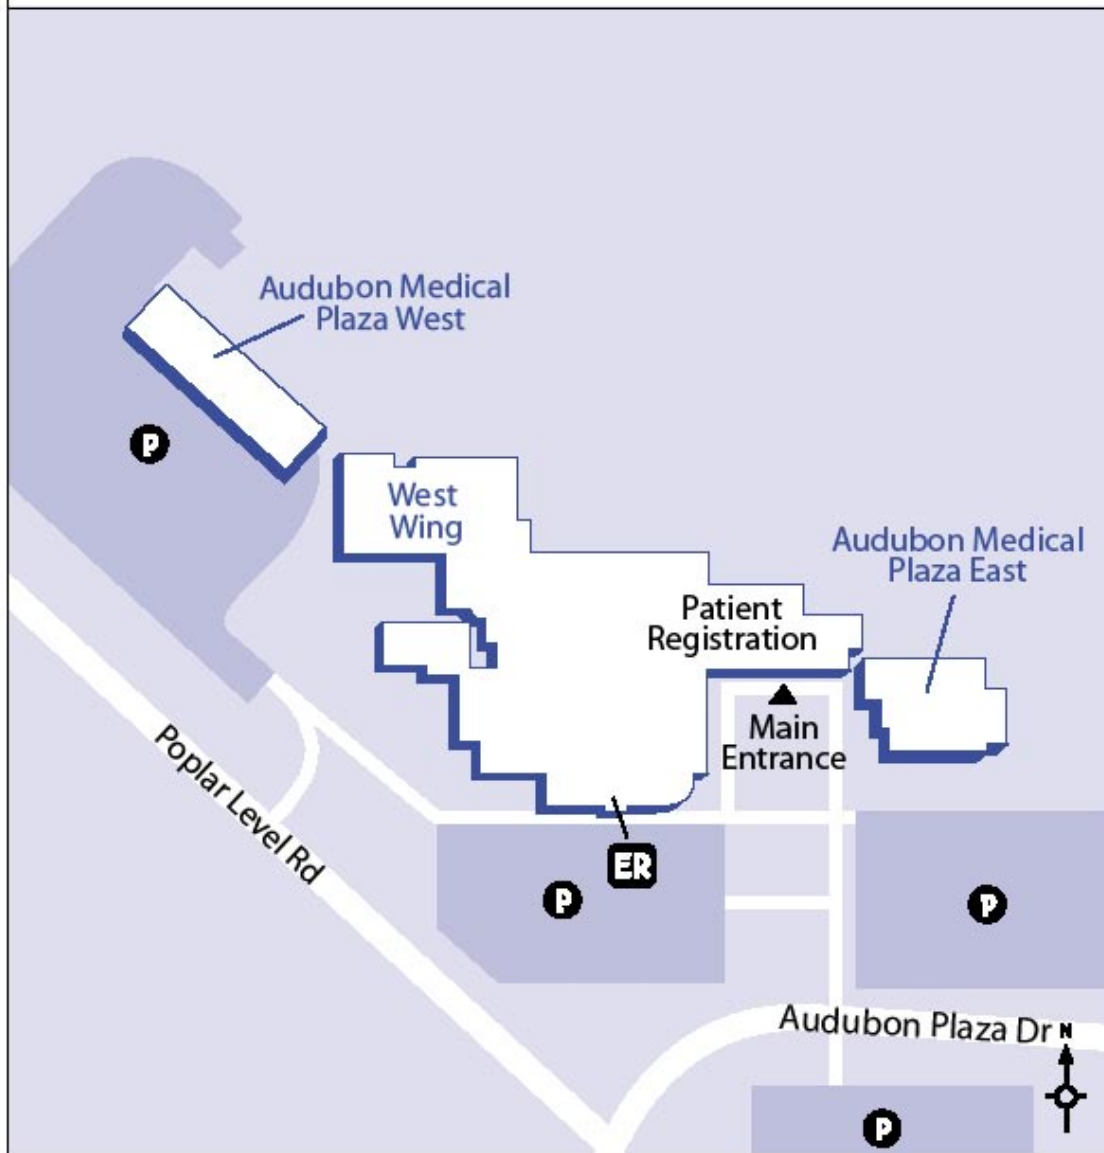 Audubon Medical
Plaza West
P
West
Wing
Audubon Medical
Plaza East
Patient
Registration
Main
Entrance
Poplar Level Rd
ER
P
P
Audubon Plaza Dr
N
P